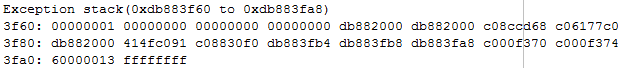 Exception stack(0xdb883f60 to 0xdb883fa8)
3f60: 00000001 00000000 00000000 00000000 db882000 db882000 c08ccd68 c06177c0
3f80: db882000 414fc091 c08830f0 db883fb4 db883fb8 db883fa8 c000f370 c000f374
3fa0: 60000013 ffffffff